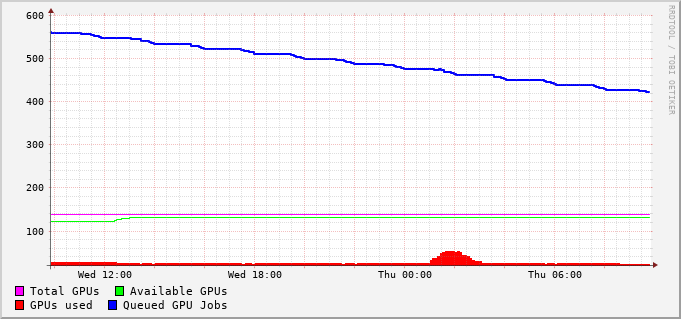 600
500
400
300
200
100
Wed 12:00 Wed 18:00 Thu 00:00 Thu 06:00
Total GPUs Available GPUs
GPUs used Queued GPU Jobs
RRDTOOL / TOBI OETIKER